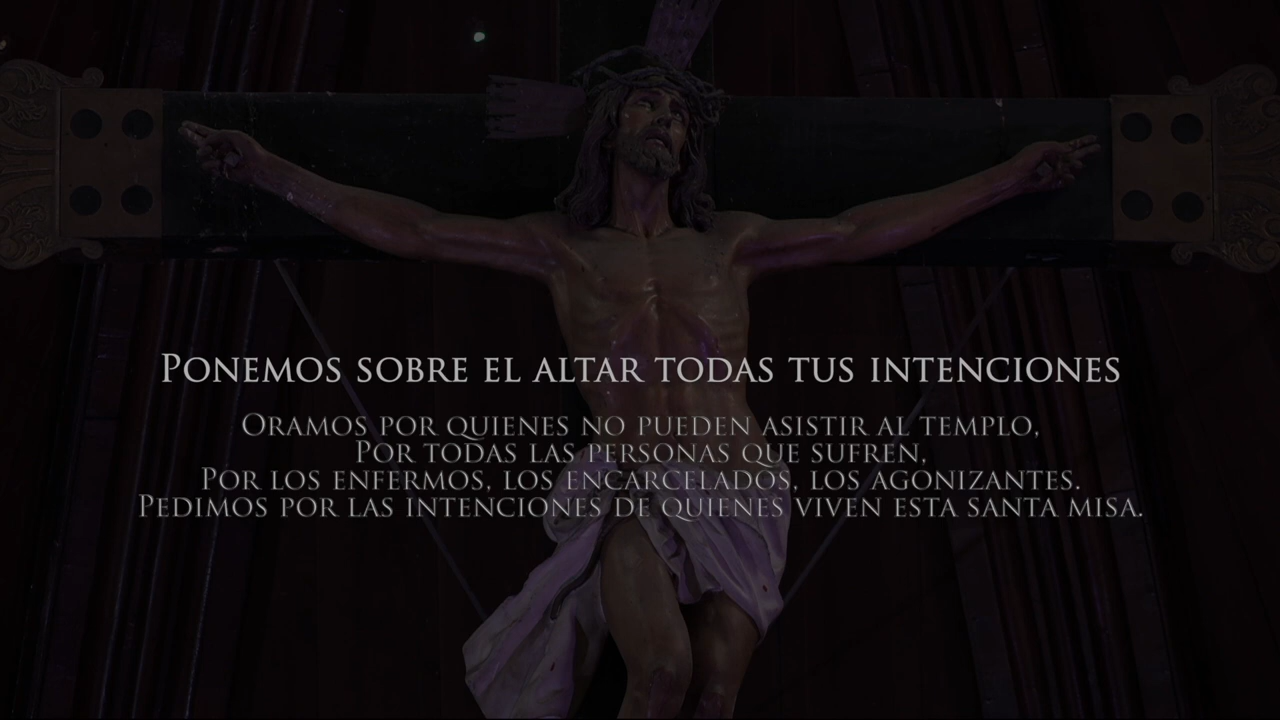 Ponemos sobre el altar todas tus intenciones
Oramos por quienes no pueden asistir al templo,
Por todas las personas que sufren,
Por los enfermos, los encarcelados, los agonizantes.
Pedimos por las intenciones de quienes viven esta santa misa.